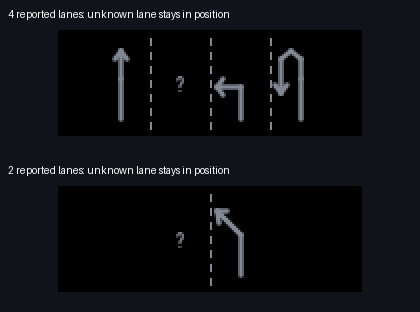 4 reported lanes: unknown lane stays in position
?
2 reported lanes: unknown lane stays in position
?